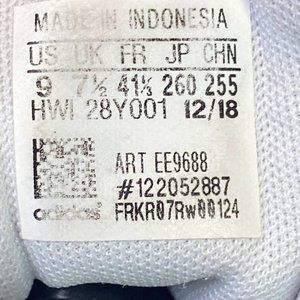 MADE IN INDONESIA
US UK FR JP CHN
9 7½ 41⅓ 260 255
HWI 28Y001 12/18
ART EE9688
#122052887
adidas FRKR07Rw00124